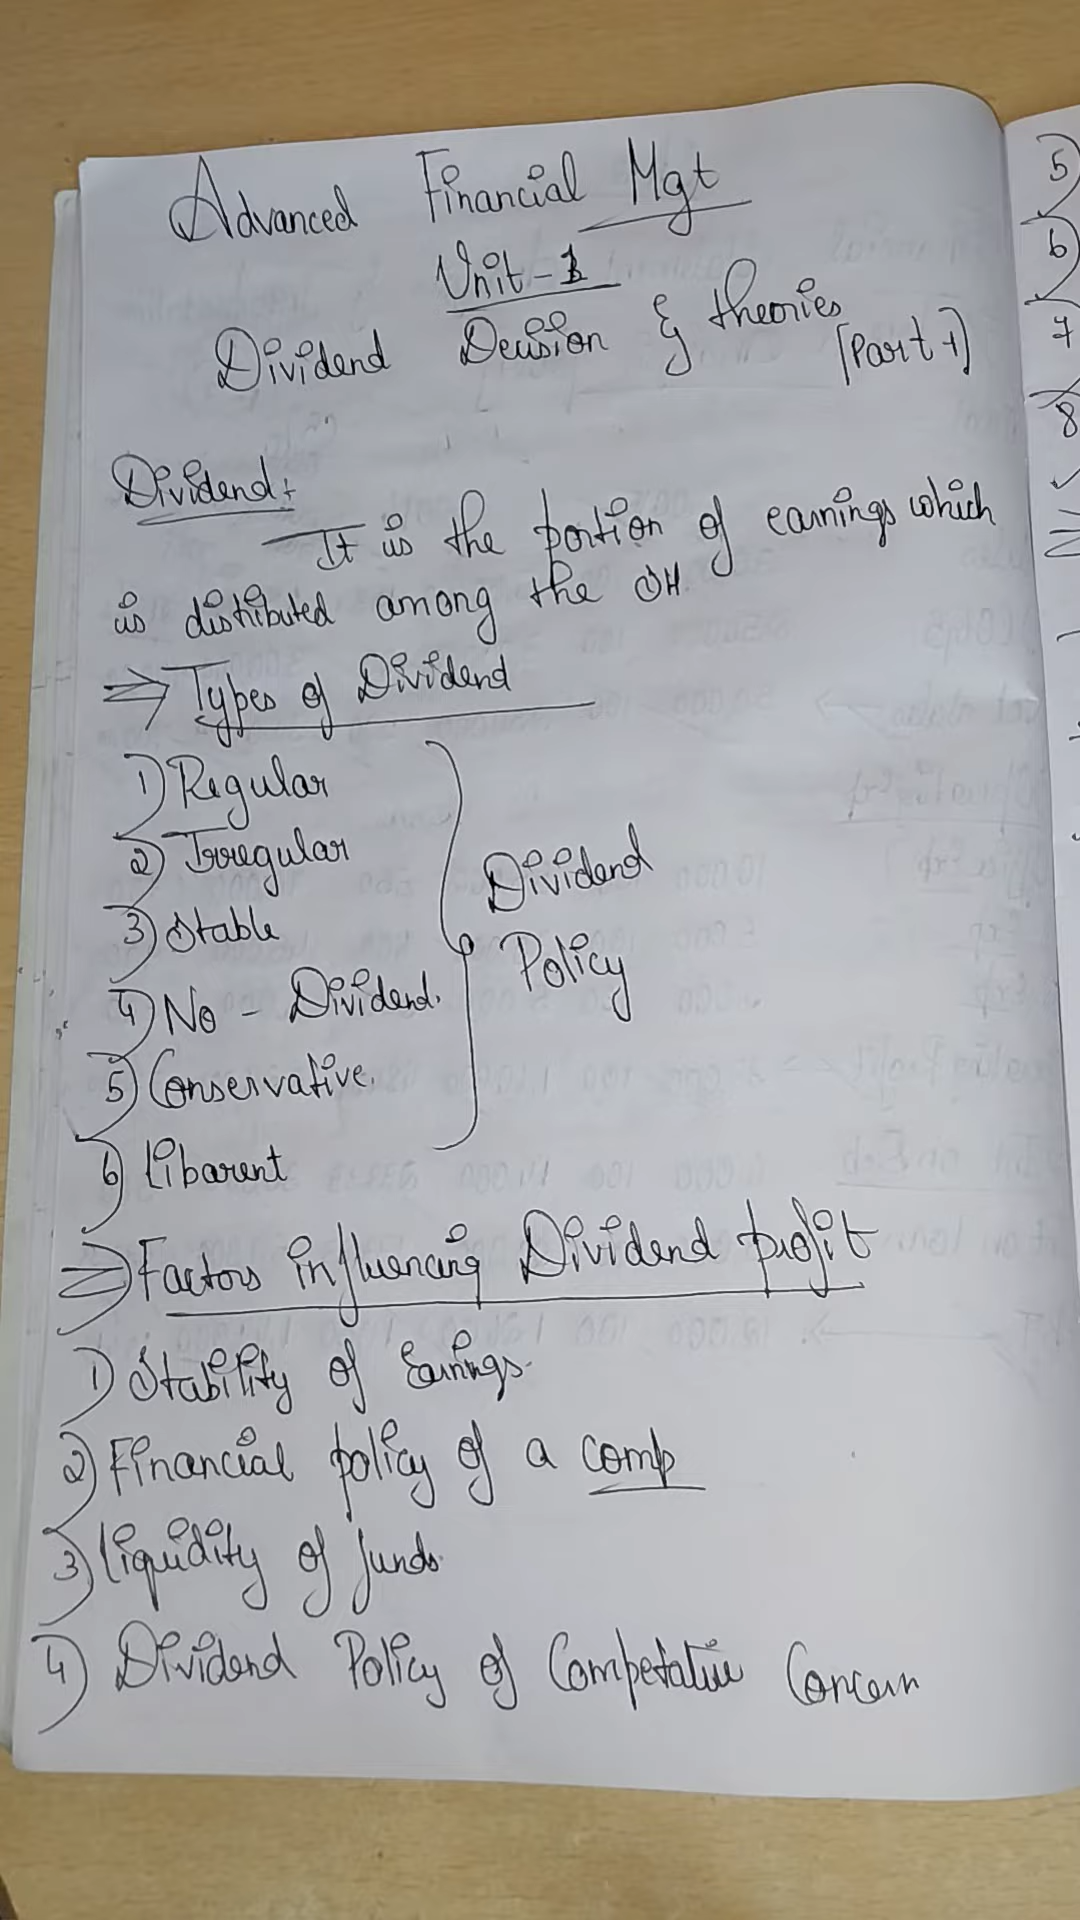 Advanced Financial Mgt
Unit-1
Dividend Decision & theories
[Part 1]
Dividend:
It is the portion of earnings which
is distributed among the SH.
⇒ Types of Dividend
1) Regular
2) Irregular
3) Stable
4) No - Dividend.
5) Conservative.
6) Libarent
Dividend
Policy
⇒ Factors influencing Dividend profit
1) Stability of Earnings.
2) Financial policy of a comp
3) Liquidity of funds.
4) Dividend Policy of Competative Concern
5)
6)
7
8